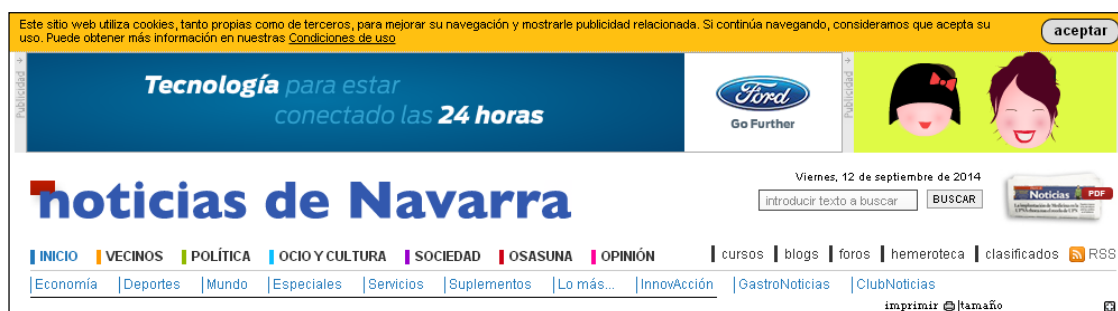 Este sitio web utiliza cookies, tanto propias como de terceros, para mejorar su navegación y mostrarle publicidad relacionada. Si continúa navegando, consideramos que acepta su
uso. Puede obtener más información en nuestras Condiciones de uso
aceptar
Publicidad
Tecnología para estar
conectado las 24 horas
Ford
Go Further
Publicidad
noticias de Navarra
Viernes, 12 de septiembre de 2014
introducir texto a buscar BUSCAR
Noticias PDF
INICIO VECINOS POLÍTICA OCIO Y CULTURA SOCIEDAD OSASUNA OPINIÓN cursos blogs foros hemeroteca clasificados RSS
|Economía |Deportes |Mundo |Especiales |Servicios |Suplementos |Lo más... |InnovAcción |GastroNoticias |ClubNoticias
imprimir |tamaño